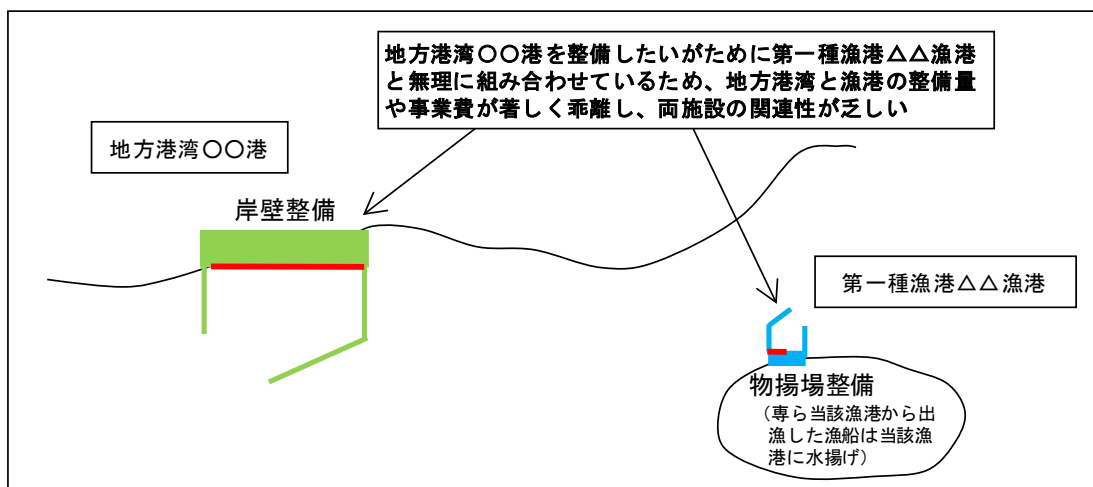 地方港湾〇〇港を整備したいがために第一種漁港△△漁港
と無理に組み合わせているため、地方港湾と漁港の整備量
や事業費が著しく乖離し、両施設の関連性が乏しい
地方港湾〇〇港
岸壁整備
第一種漁港△△漁港
物揚場整備
（専ら当該漁港から出
漁した漁船は当該漁
港に水揚げ）